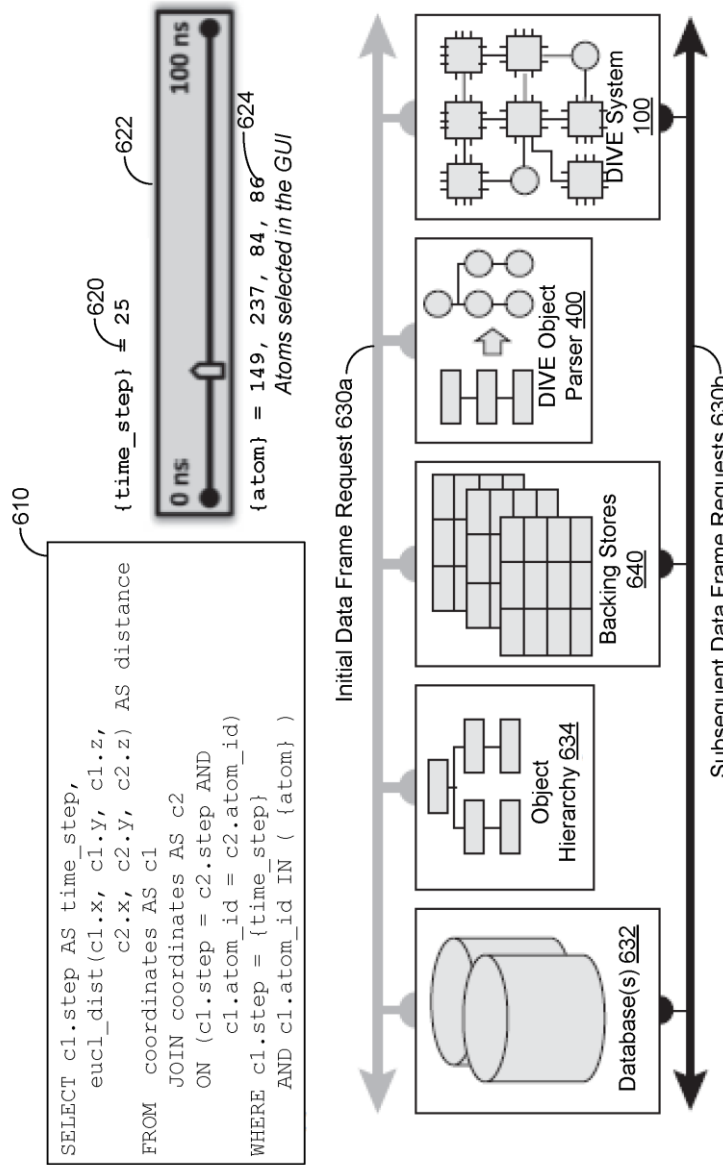 610
SELECT c1.step AS time_step,
eucl_dist(c1.x, c1.y, c1.z,
c2.x, c2.y, c2.z) AS distance
FROM coordinates AS c1
JOIN coordinates AS c2
ON (c1.step = c2.step AND
c1.atom_id = c2.atom_id)
WHERE c1.step = {time_step}
AND c1.atom_id IN ( {atom} )
620
{time_step} = 25
622
0 ns
100 ns
{atom} = 149, 237, 84, 86
624
Atoms selected in the GUI
Initial Data Frame Request 630a
Database(s) 632
Object
Hierarchy 634
Backing Stores
640
DIVE Object
Parser 400
DIVE System
100
Subsequent Data Frame Requests 630b